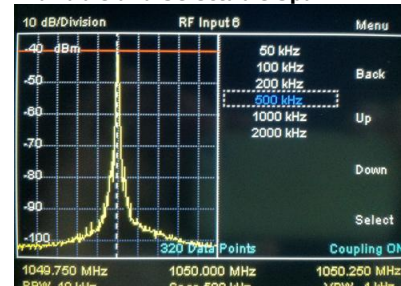 10 dB/Division RF Input 6 Menu
-40 dBm
50 kHz
100 kHz
Back
200 kHz
-50
500 kHz
-60
1000 kHz
Up
2000 kHz
-70
-80
Down
-90
Select
-100
320 Data Points Coupling ON
1049.750 MHz 1050.000 MHz 1050.250 MHz